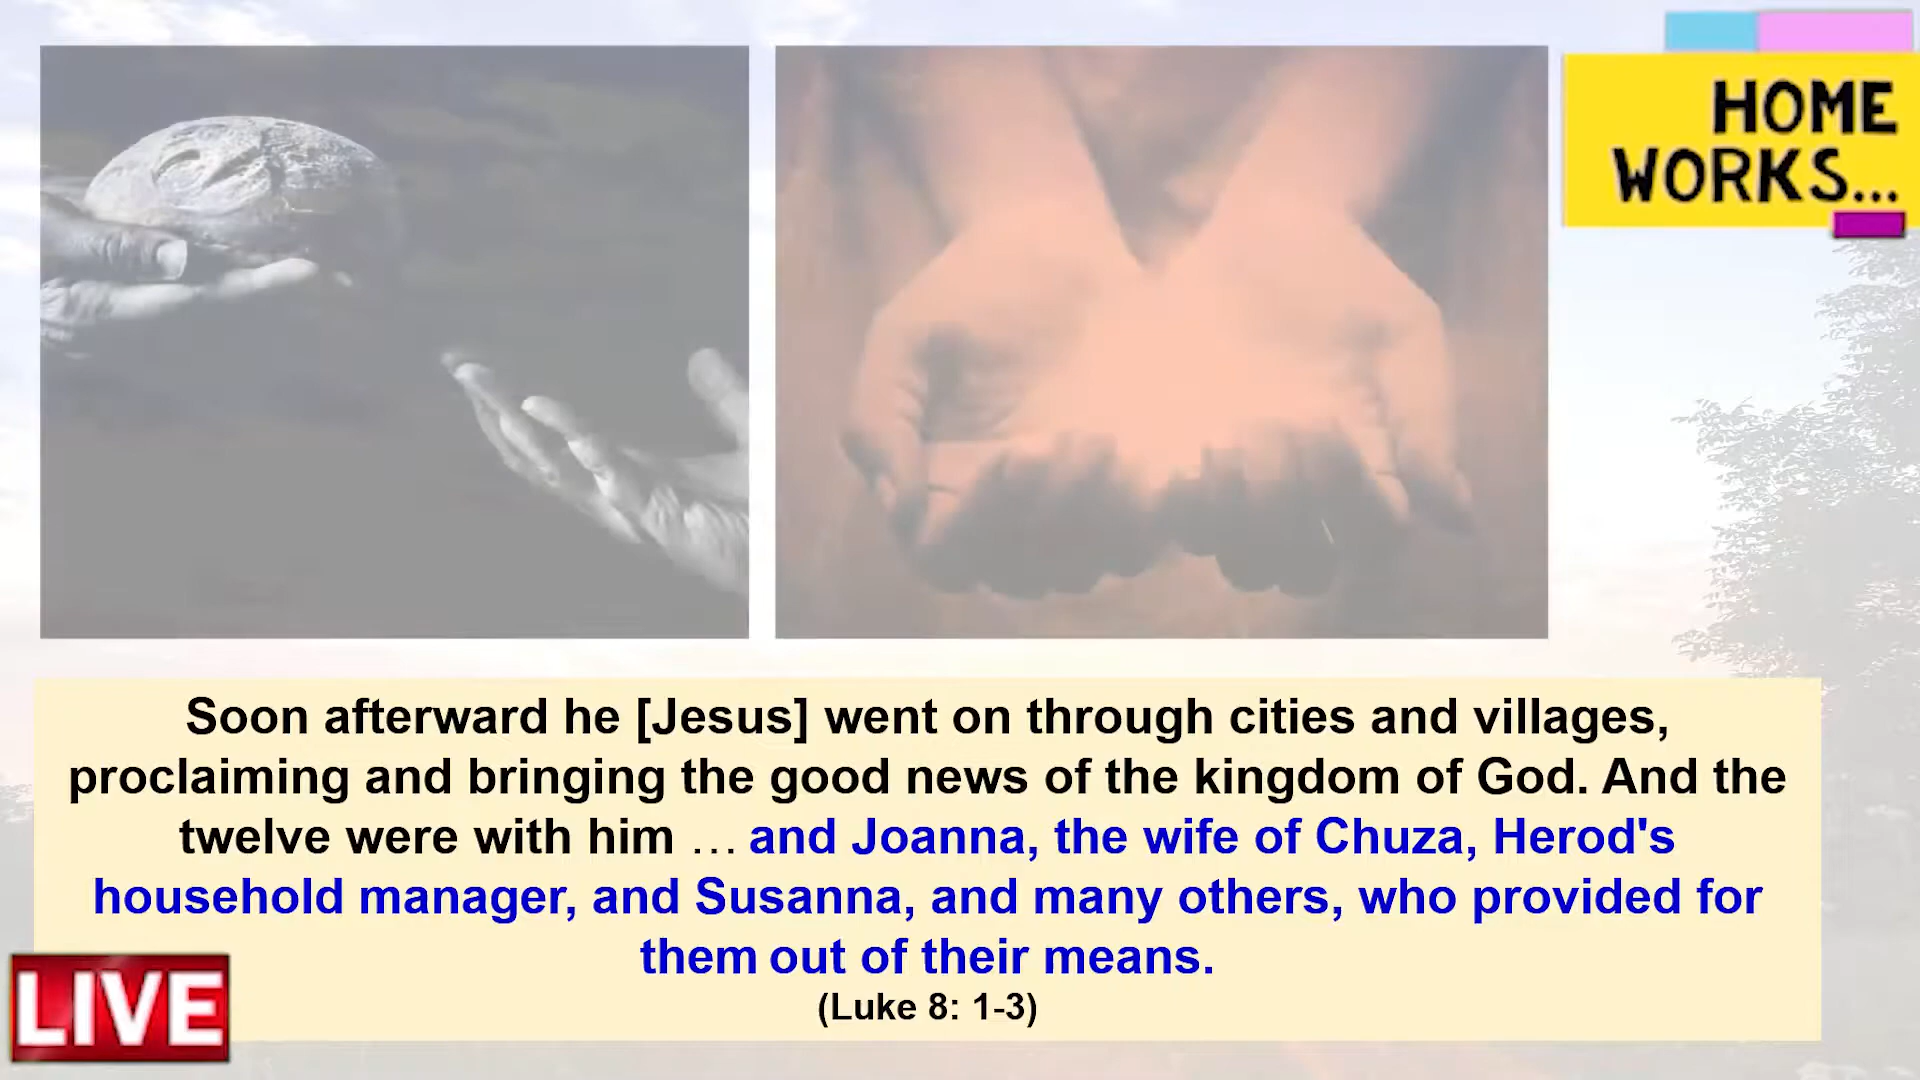 HOME
WORKS...
Soon afterward he [Jesus] went on through cities and villages,
proclaiming and bringing the good news of the kingdom of God. And the
twelve were with him … and Joanna, the wife of Chuza, Herod's
household manager, and Susanna, and many others, who provided for
them out of their means.
(Luke 8: 1-3)
LIVE